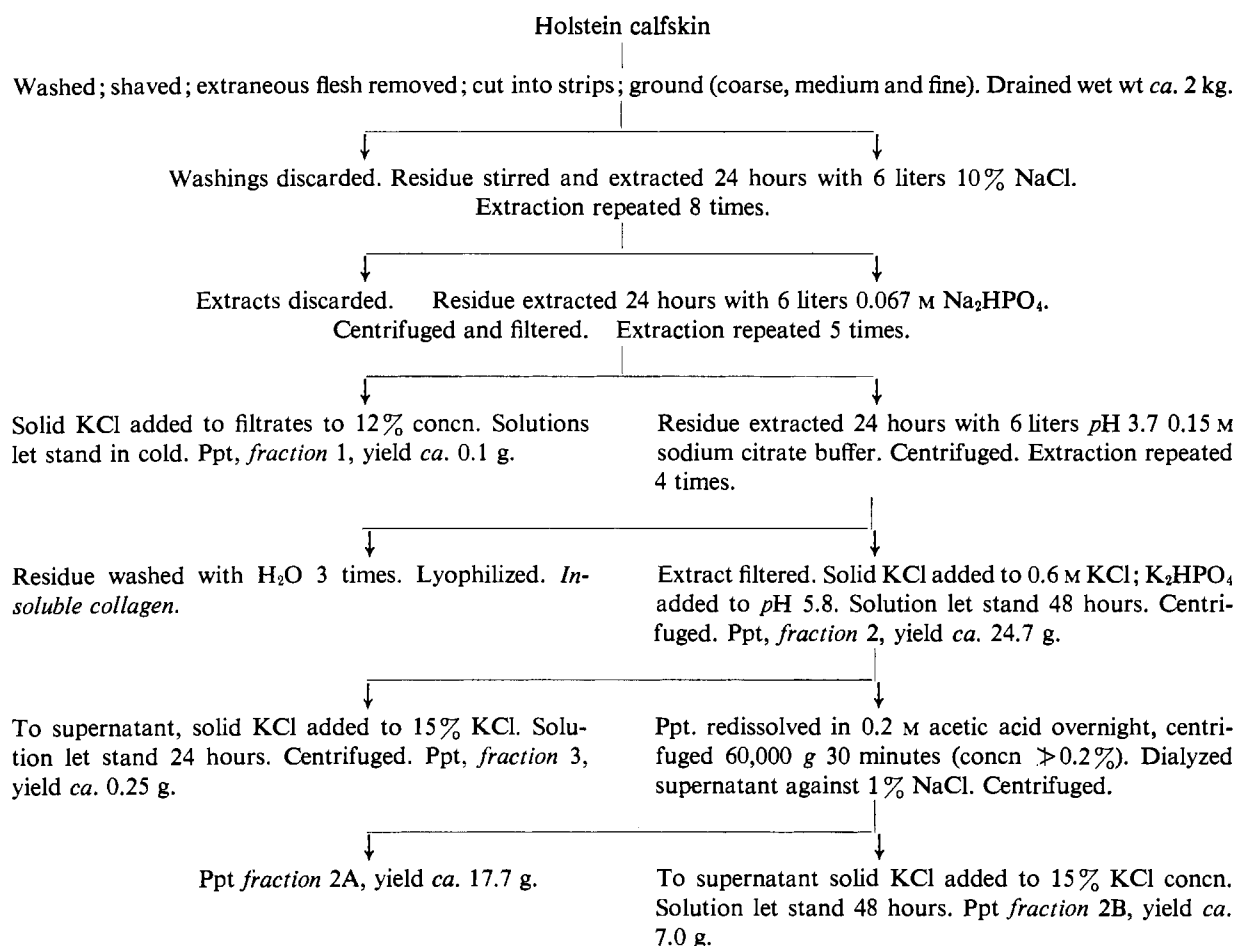 Holstein calfskin
Washed; shaved; extraneous flesh removed; cut into strips; ground (coarse, medium and fine). Drained wet wt ca. 2 kg.
Washings discarded. Residue stirred and extracted 24 hours with 6 liters 10% NaCl.
Extraction repeated 8 times.
Extracts discarded. Residue extracted 24 hours with 6 liters 0.067 M Na₂HPO₄.
Centrifuged and filtered. Extraction repeated 5 times.
Solid KCl added to filtrates to 12% concn. Solutions
let stand in cold. Ppt, fraction 1, yield ca. 0.1 g.
Residue extracted 24 hours with 6 liters pH 3.7 0.15 M
sodium citrate buffer. Centrifuged. Extraction repeated
4 times.
Residue washed with H₂O 3 times. Lyophilized. In-
soluble collagen.
Extract filtered. Solid KCl added to 0.6 M KCl; K₂HPO₄
added to pH 5.8. Solution let stand 48 hours. Centri-
fuged. Ppt, fraction 2, yield ca. 24.7 g.
To supernatant, solid KCl added to 15% KCl. Solu-
tion let stand 24 hours. Centrifuged. Ppt, fraction 3,
yield ca. 0.25 g.
Ppt. redissolved in 0.2 M acetic acid overnight, centri-
fuged 60,000 g 30 minutes (concn ≯0.2%). Dialyzed
supernatant against 1% NaCl. Centrifuged.
Ppt fraction 2A, yield ca. 17.7 g.
To supernatant solid KCl added to 15% KCl concn.
Solution let stand 48 hours. Ppt fraction 2B, yield ca.
7.0 g.